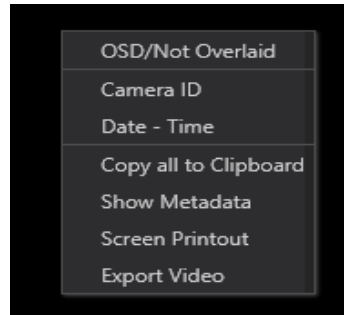 OSD/Not Overlaid
Camera ID
Date - Time
Copy all to Clipboard
Show Metadata
Screen Printout
Export Video